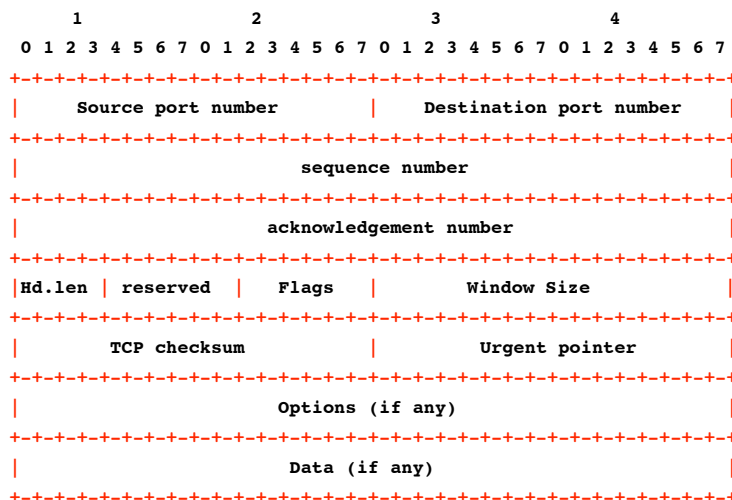 1 2 3 4
0 1 2 3 4 5 6 7 0 1 2 3 4 5 6 7 0 1 2 3 4 5 6 7 0 1 2 3 4 5 6 7
+-+-+-+-+-+-+-+-+-+-+-+-+-+-+-+-+-+-+-+-+-+-+-+-+-+-+-+-+-+-+-+-+
| Source port number | Destination port number |
+-+-+-+-+-+-+-+-+-+-+-+-+-+-+-+-+-+-+-+-+-+-+-+-+-+-+-+-+-+-+-+-+
| sequence number |
+-+-+-+-+-+-+-+-+-+-+-+-+-+-+-+-+-+-+-+-+-+-+-+-+-+-+-+-+-+-+-+-+
| acknowledgement number |
+-+-+-+-+-+-+-+-+-+-+-+-+-+-+-+-+-+-+-+-+-+-+-+-+-+-+-+-+-+-+-+-+
|Hd.len | reserved | Flags | Window Size |
+-+-+-+-+-+-+-+-+-+-+-+-+-+-+-+-+-+-+-+-+-+-+-+-+-+-+-+-+-+-+-+-+
| TCP checksum | Urgent pointer |
+-+-+-+-+-+-+-+-+-+-+-+-+-+-+-+-+-+-+-+-+-+-+-+-+-+-+-+-+-+-+-+-+
| Options (if any) |
+-+-+-+-+-+-+-+-+-+-+-+-+-+-+-+-+-+-+-+-+-+-+-+-+-+-+-+-+-+-+-+-+
| Data (if any) |
+-+-+-+-+-+-+-+-+-+-+-+-+-+-+-+-+-+-+-+-+-+-+-+-+-+-+-+-+-+-+-+-+